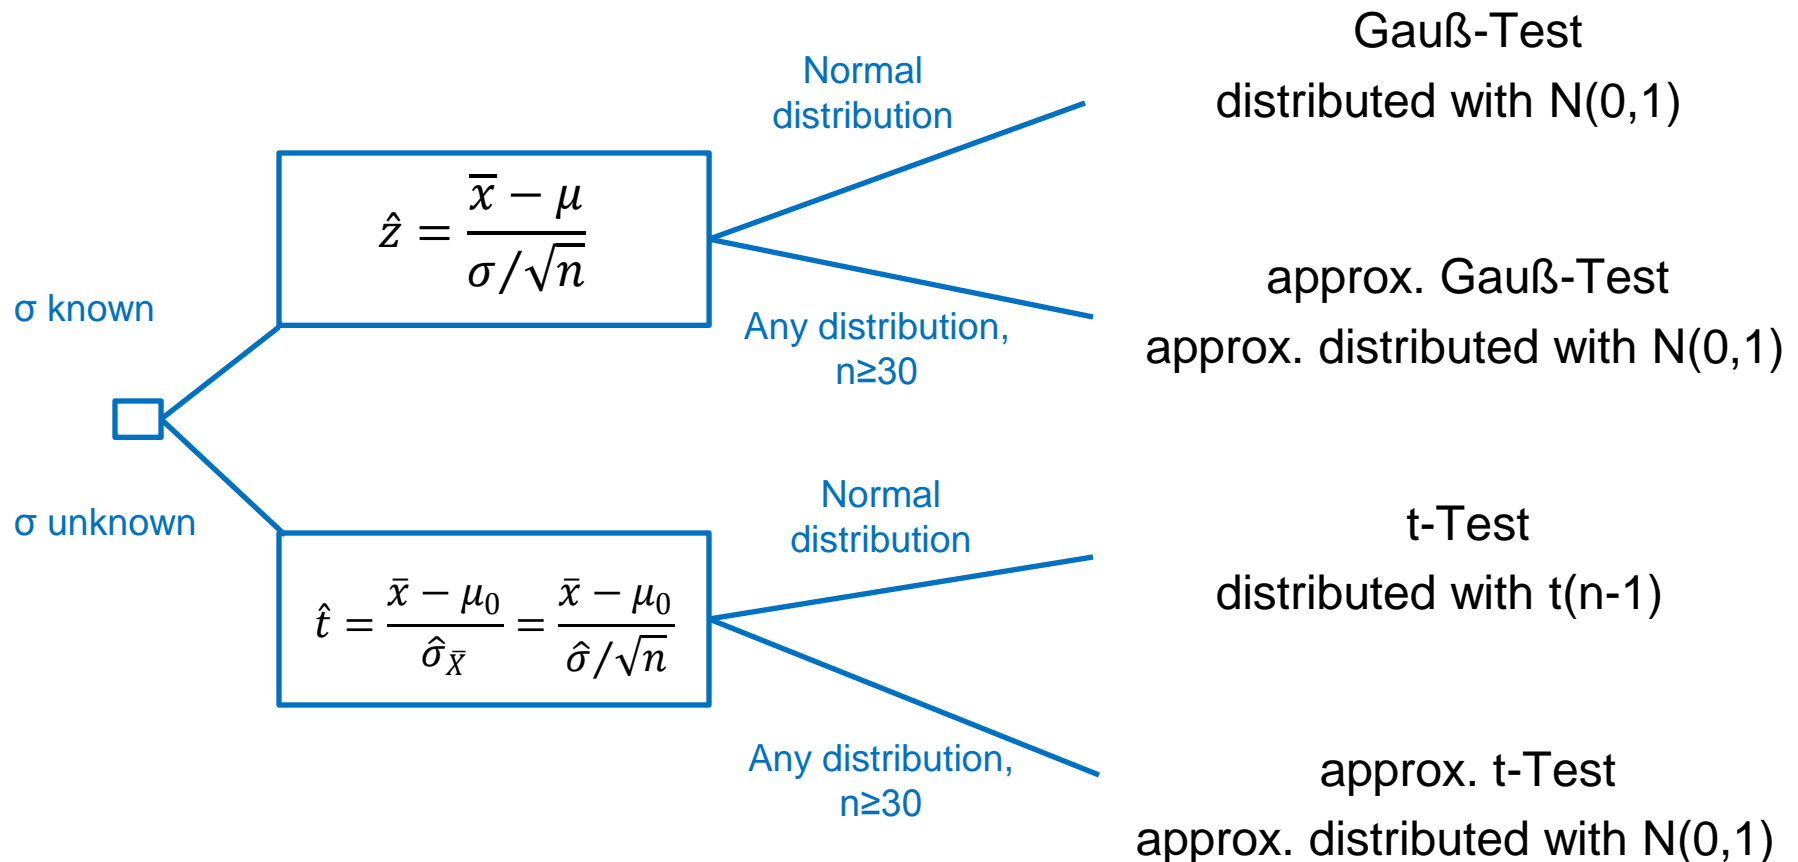 σ known
σ unknown
ẑ = (x̅ − μ) / (σ/√n)
t̂ = (x̄ − μ₀) / σ̂_X̄ = (x̄ − μ₀) / (σ̂/√n)
Normal
distribution
Any distribution,
n≥30
Normal
distribution
Any distribution,
n≥30
Gauß-Test
distributed with N(0,1)
approx. Gauß-Test
approx. distributed with N(0,1)
t-Test
distributed with t(n-1)
approx. t-Test
approx. distributed with N(0,1)